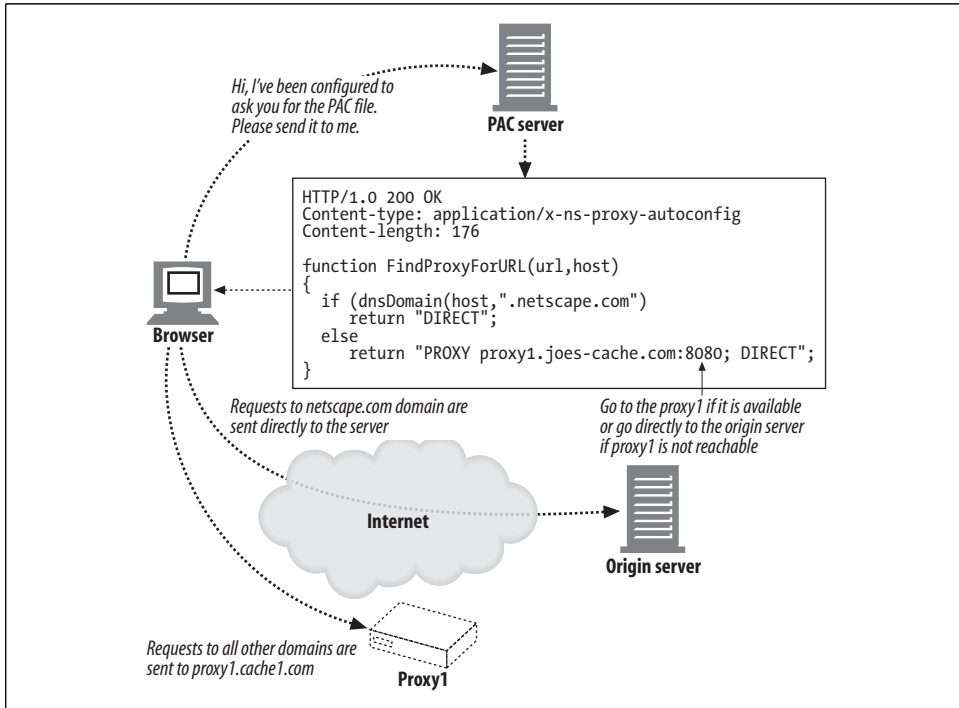 Hi, I've been configured to
ask you for the PAC file.
Please send it to me.
PAC server
HTTP/1.0 200 OK
Content-type: application/x-ns-proxy-autoconfig
Content-length: 176
function FindProxyForURL(url,host)
{
if (dnsDomain(host,".netscape.com")
return "DIRECT";
else
return "PROXY proxy1.joes-cache.com:8080; DIRECT";
}
Browser
Requests to netscape.com domain are
sent directly to the server
Go to the proxy1 if it is available
or go directly to the origin server
if proxy1 is not reachable
Internet
Origin server
Requests to all other domains are
sent to proxy1.cache1.com
Proxy1